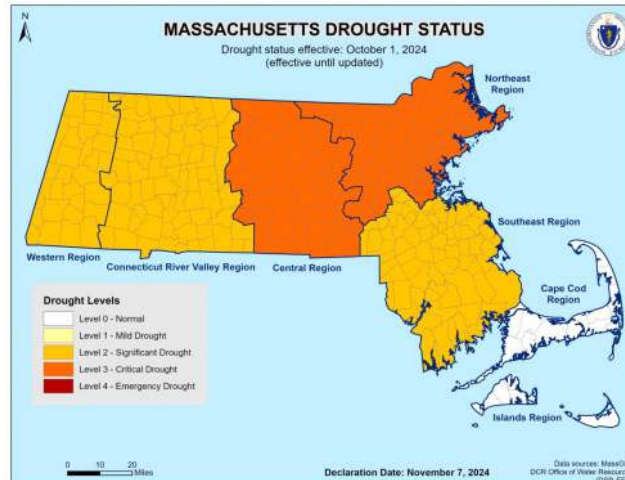 N
MASSACHUSETTS DROUGHT STATUS
Drought status effective: October 1, 2024
(effective until updated)
Northeast
Region
Southeast Region
Western Region
Connecticut River Valley Region
Central Region
Cape Cod
Region
Islands Region
Drought Levels
Level 0 - Normal
Level 1 - Mild Drought
Level 2 - Significant Drought
Level 3 - Critical Drought
Level 4 - Emergency Drought
0 10 20
Miles
Declaration Date: November 7, 2024
Data sources: MassG
DCR Office of Water Resourc